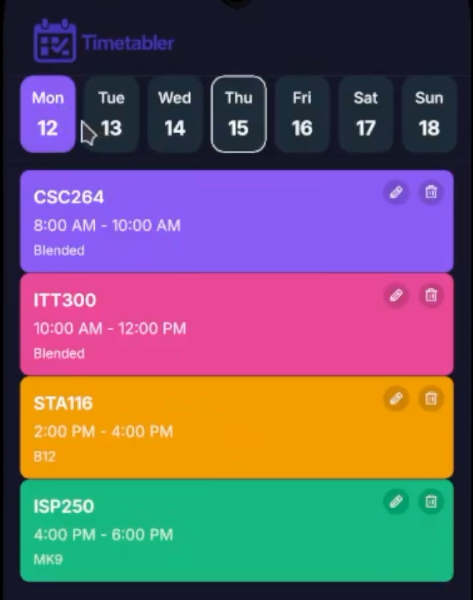 Timetabler
Mon Tue Wed Thu Fri Sat Sun
12 13 14 15 16 17 18
CSC264
8:00 AM - 10:00 AM
Blended
ITT300
10:00 AM - 12:00 PM
Blended
STA116
2:00 PM - 4:00 PM
B12
ISP250
4:00 PM - 6:00 PM
MK9